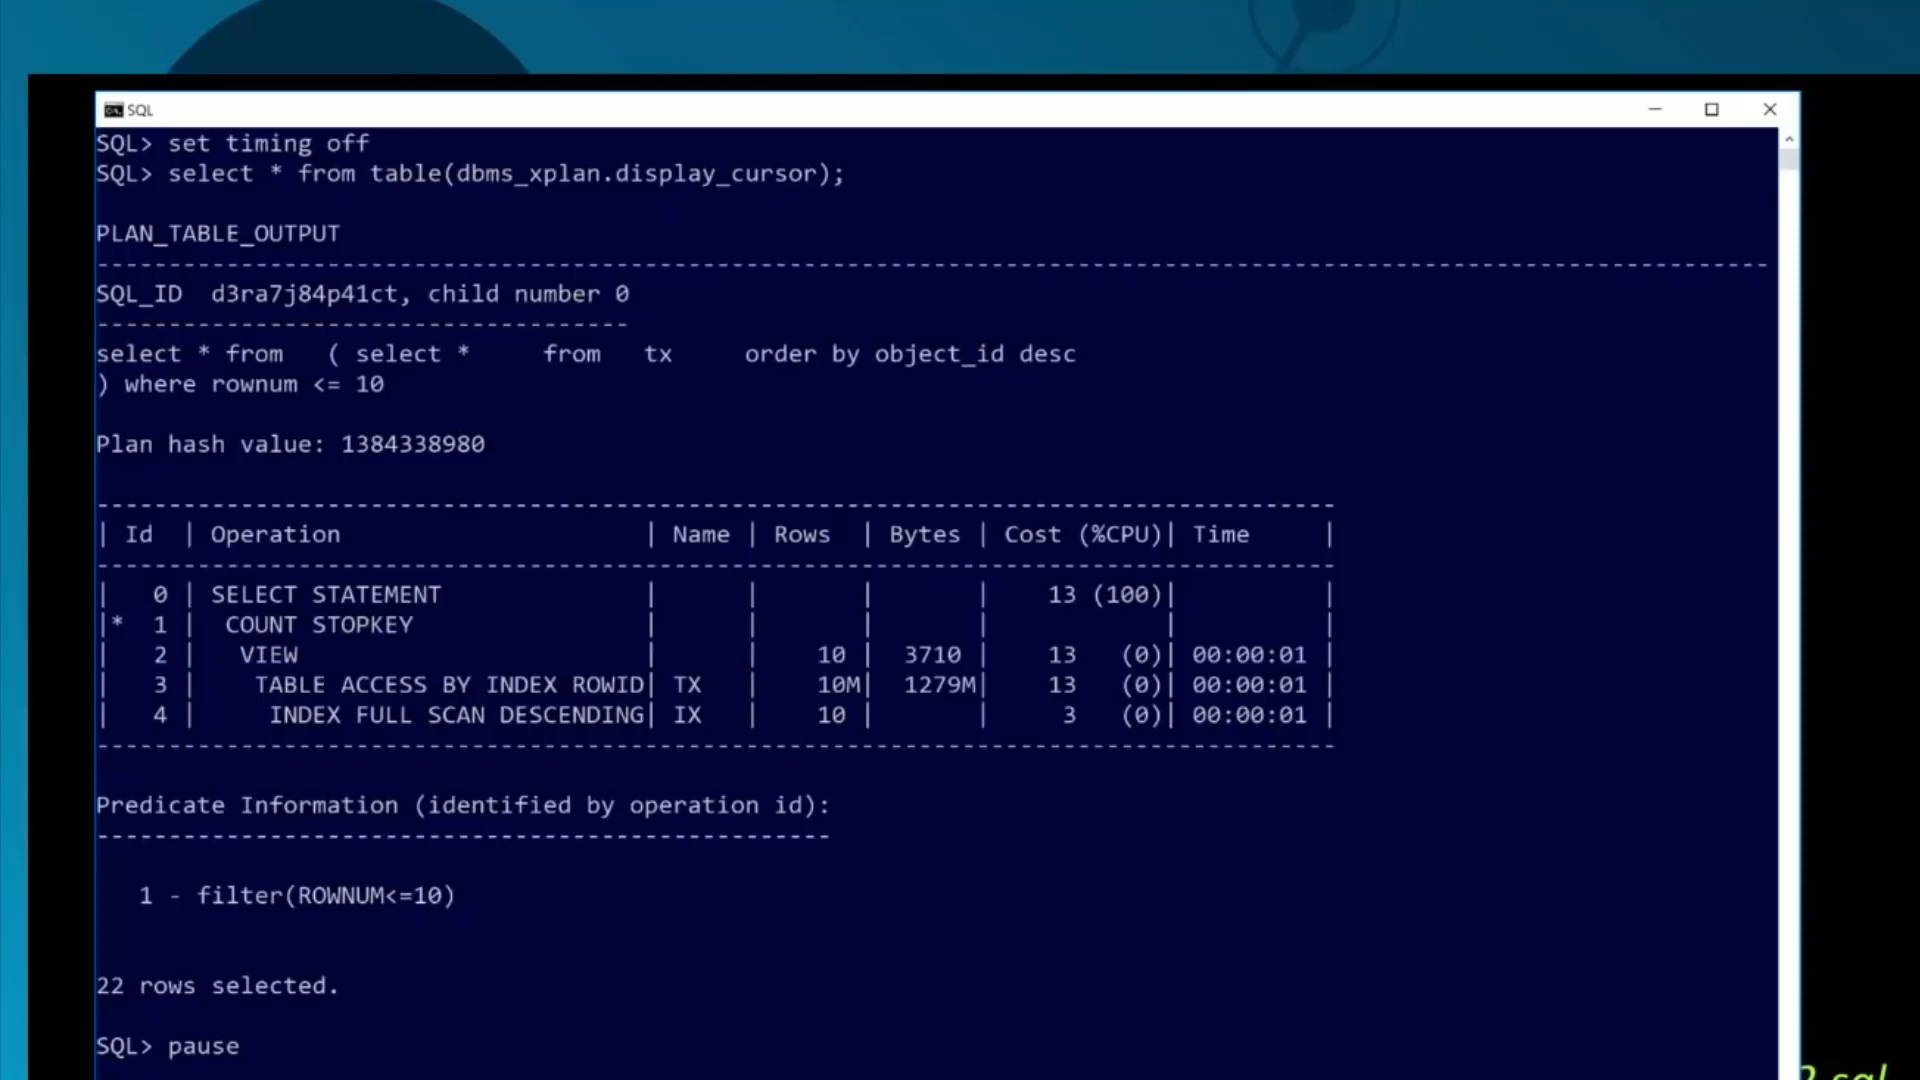 SQL
SQL> set timing off
SQL> select * from table(dbms_xplan.display_cursor);
PLAN_TABLE_OUTPUT
--------------------------------------------------------------------------------------------------------------------
SQL_ID  d3ra7j84p41ct, child number 0
-------------------------------------
select * from   ( select *     from   tx     order by object_id desc
) where rownum <= 10
Plan hash value: 1384338980
--------------------------------------------------------------------------------------
| Id  | Operation                     | Name | Rows  | Bytes | Cost (%CPU)| Time     |
--------------------------------------------------------------------------------------
|   0 | SELECT STATEMENT              |      |       |       |    13 (100)|          |
|*  1 |  COUNT STOPKEY                |      |       |       |            |          |
|   2 |   VIEW                        |      |    10 |  3710 |    13   (0)| 00:00:01 |
|   3 |    TABLE ACCESS BY INDEX ROWID| TX   |    10M|  1279M|    13   (0)| 00:00:01 |
|   4 |     INDEX FULL SCAN DESCENDING| IX   |    10 |       |     3   (0)| 00:00:01 |
--------------------------------------------------------------------------------------
Predicate Information (identified by operation id):
---------------------------------------------------
   1 - filter(ROWNUM<=10)
22 rows selected.
SQL> pause